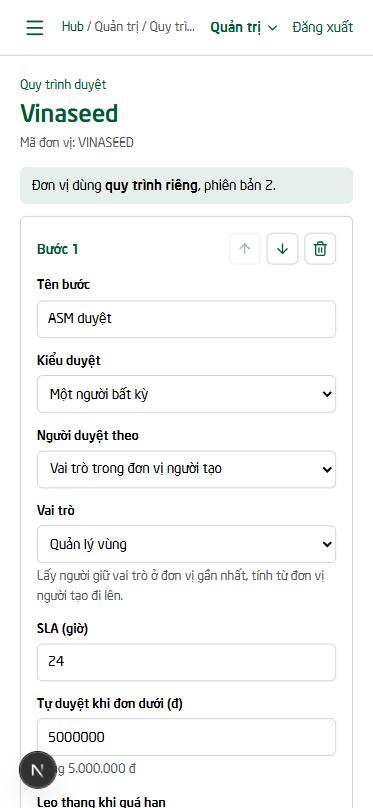 Hub / Quản trị / Quy trì...
Quản trị
Đăng xuất
Quy trình duyệt
Vinaseed
Mã đơn vị: VINASEED
Đơn vị dùng quy trình riêng, phiên bản 2.
Bước 1
Tên bước
ASM duyệt
Kiểu duyệt
Một người bất kỳ
Người duyệt theo
Vai trò trong đơn vị người tạo
Vai trò
Quản lý vùng
Lấy người giữ vai trò ở đơn vị gần nhất, tính từ đơn vị
người tạo đi lên.
SLA (giờ)
24
Tự duyệt khi đơn dưới (đ)
5000000
N
5.000.000 đ
Leo thang khi quá hạn